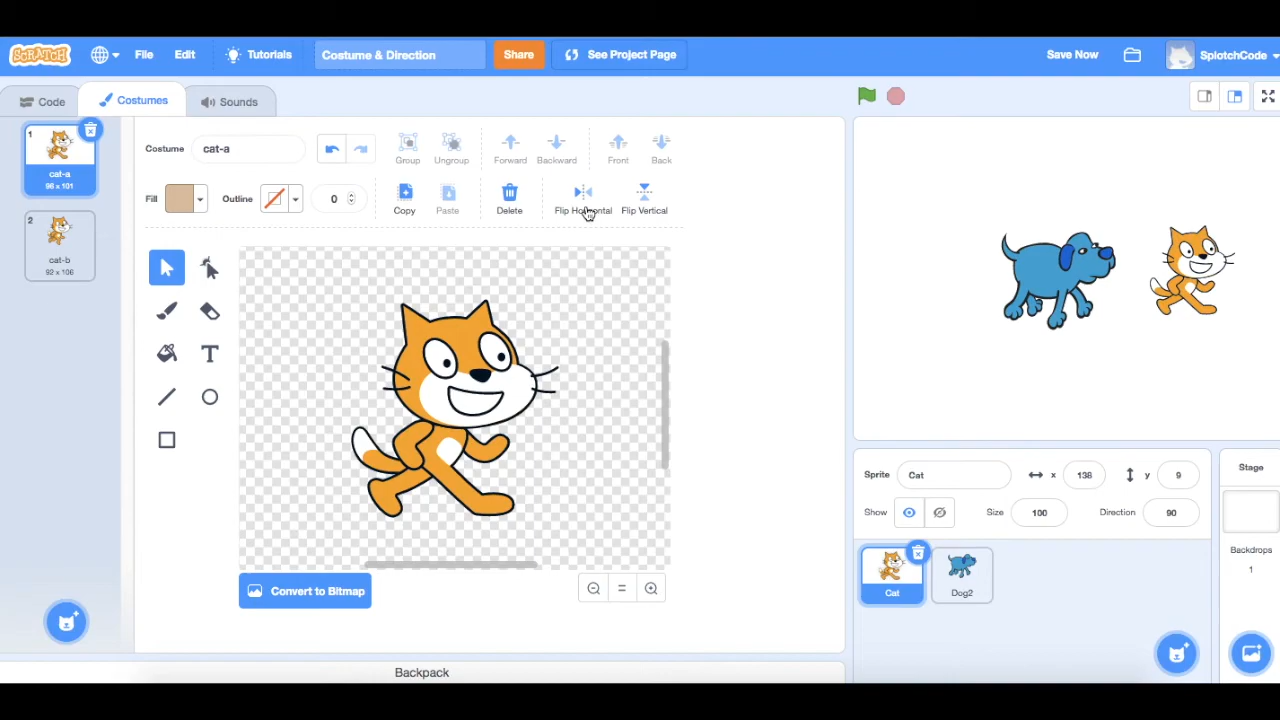 SCRATCH File Edit Tutorials Costume & Direction Share See Project Page Save Now SplotchCode
Code Costumes Sounds
1
cat-a
96 x 101
2
cat-b
92 x 106
Costume cat-a Group Ungroup Forward Backward Front Back
Fill Outline 0 Copy Paste Delete Flip Horizontal Flip Vertical
T
Convert to Bitmap
Backpack
Sprite Cat x 138 y 9
Show Size 100 Direction 90
Cat Dog2
Stage
Backdrops
1